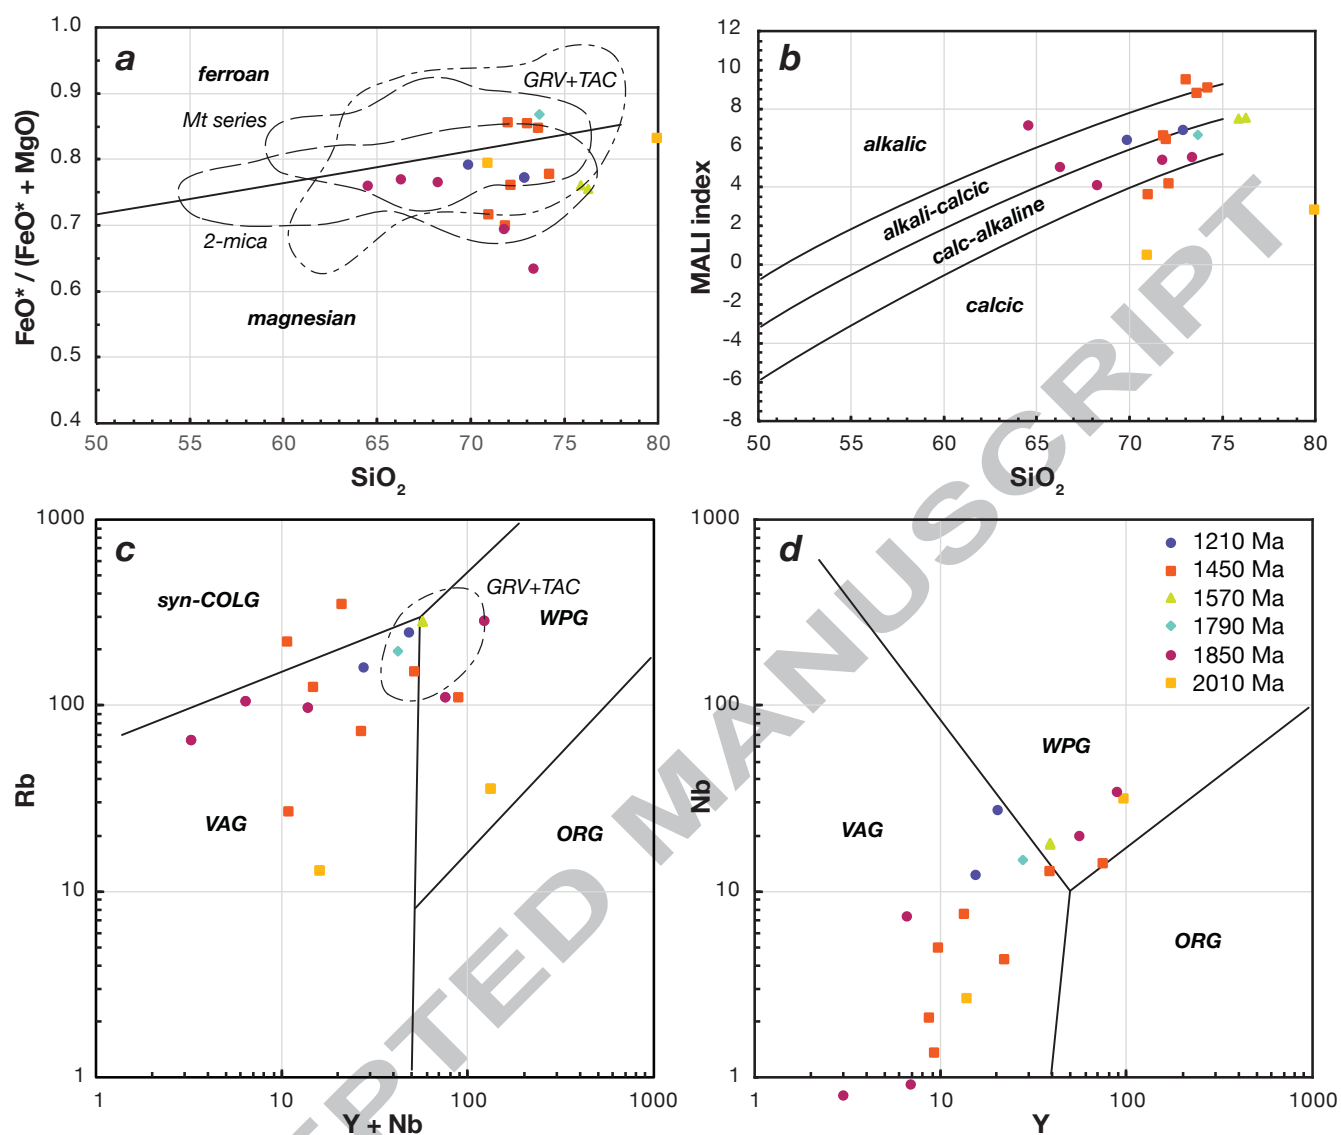 a
1.0
0.9
0.8
0.7
0.6
0.5
0.4
FeO* / (FeO* + MgO)
ferroan
GRV+TAC
Mt series
2-mica
magnesian
50 55 60 65 70 75 80
SiO2
b
12
10
8
6
4
2
0
-2
-4
-6
-8
MALI index
alkalic
alkali-calcic
calc-alkaline
calcic
50 55 60 65 70 75 80
SiO2
c
1000
100
10
1
Rb
syn-COLG
GRV+TAC
WPG
VAG
ORG
1 10 100 1000
Y + Nb
d
1000
100
10
1
Nb
1210 Ma
1450 Ma
1570 Ma
1790 Ma
1850 Ma
2010 Ma
WPG
VAG
ORG
1 10 100 1000
Y
EPTED MANUSCRIPT